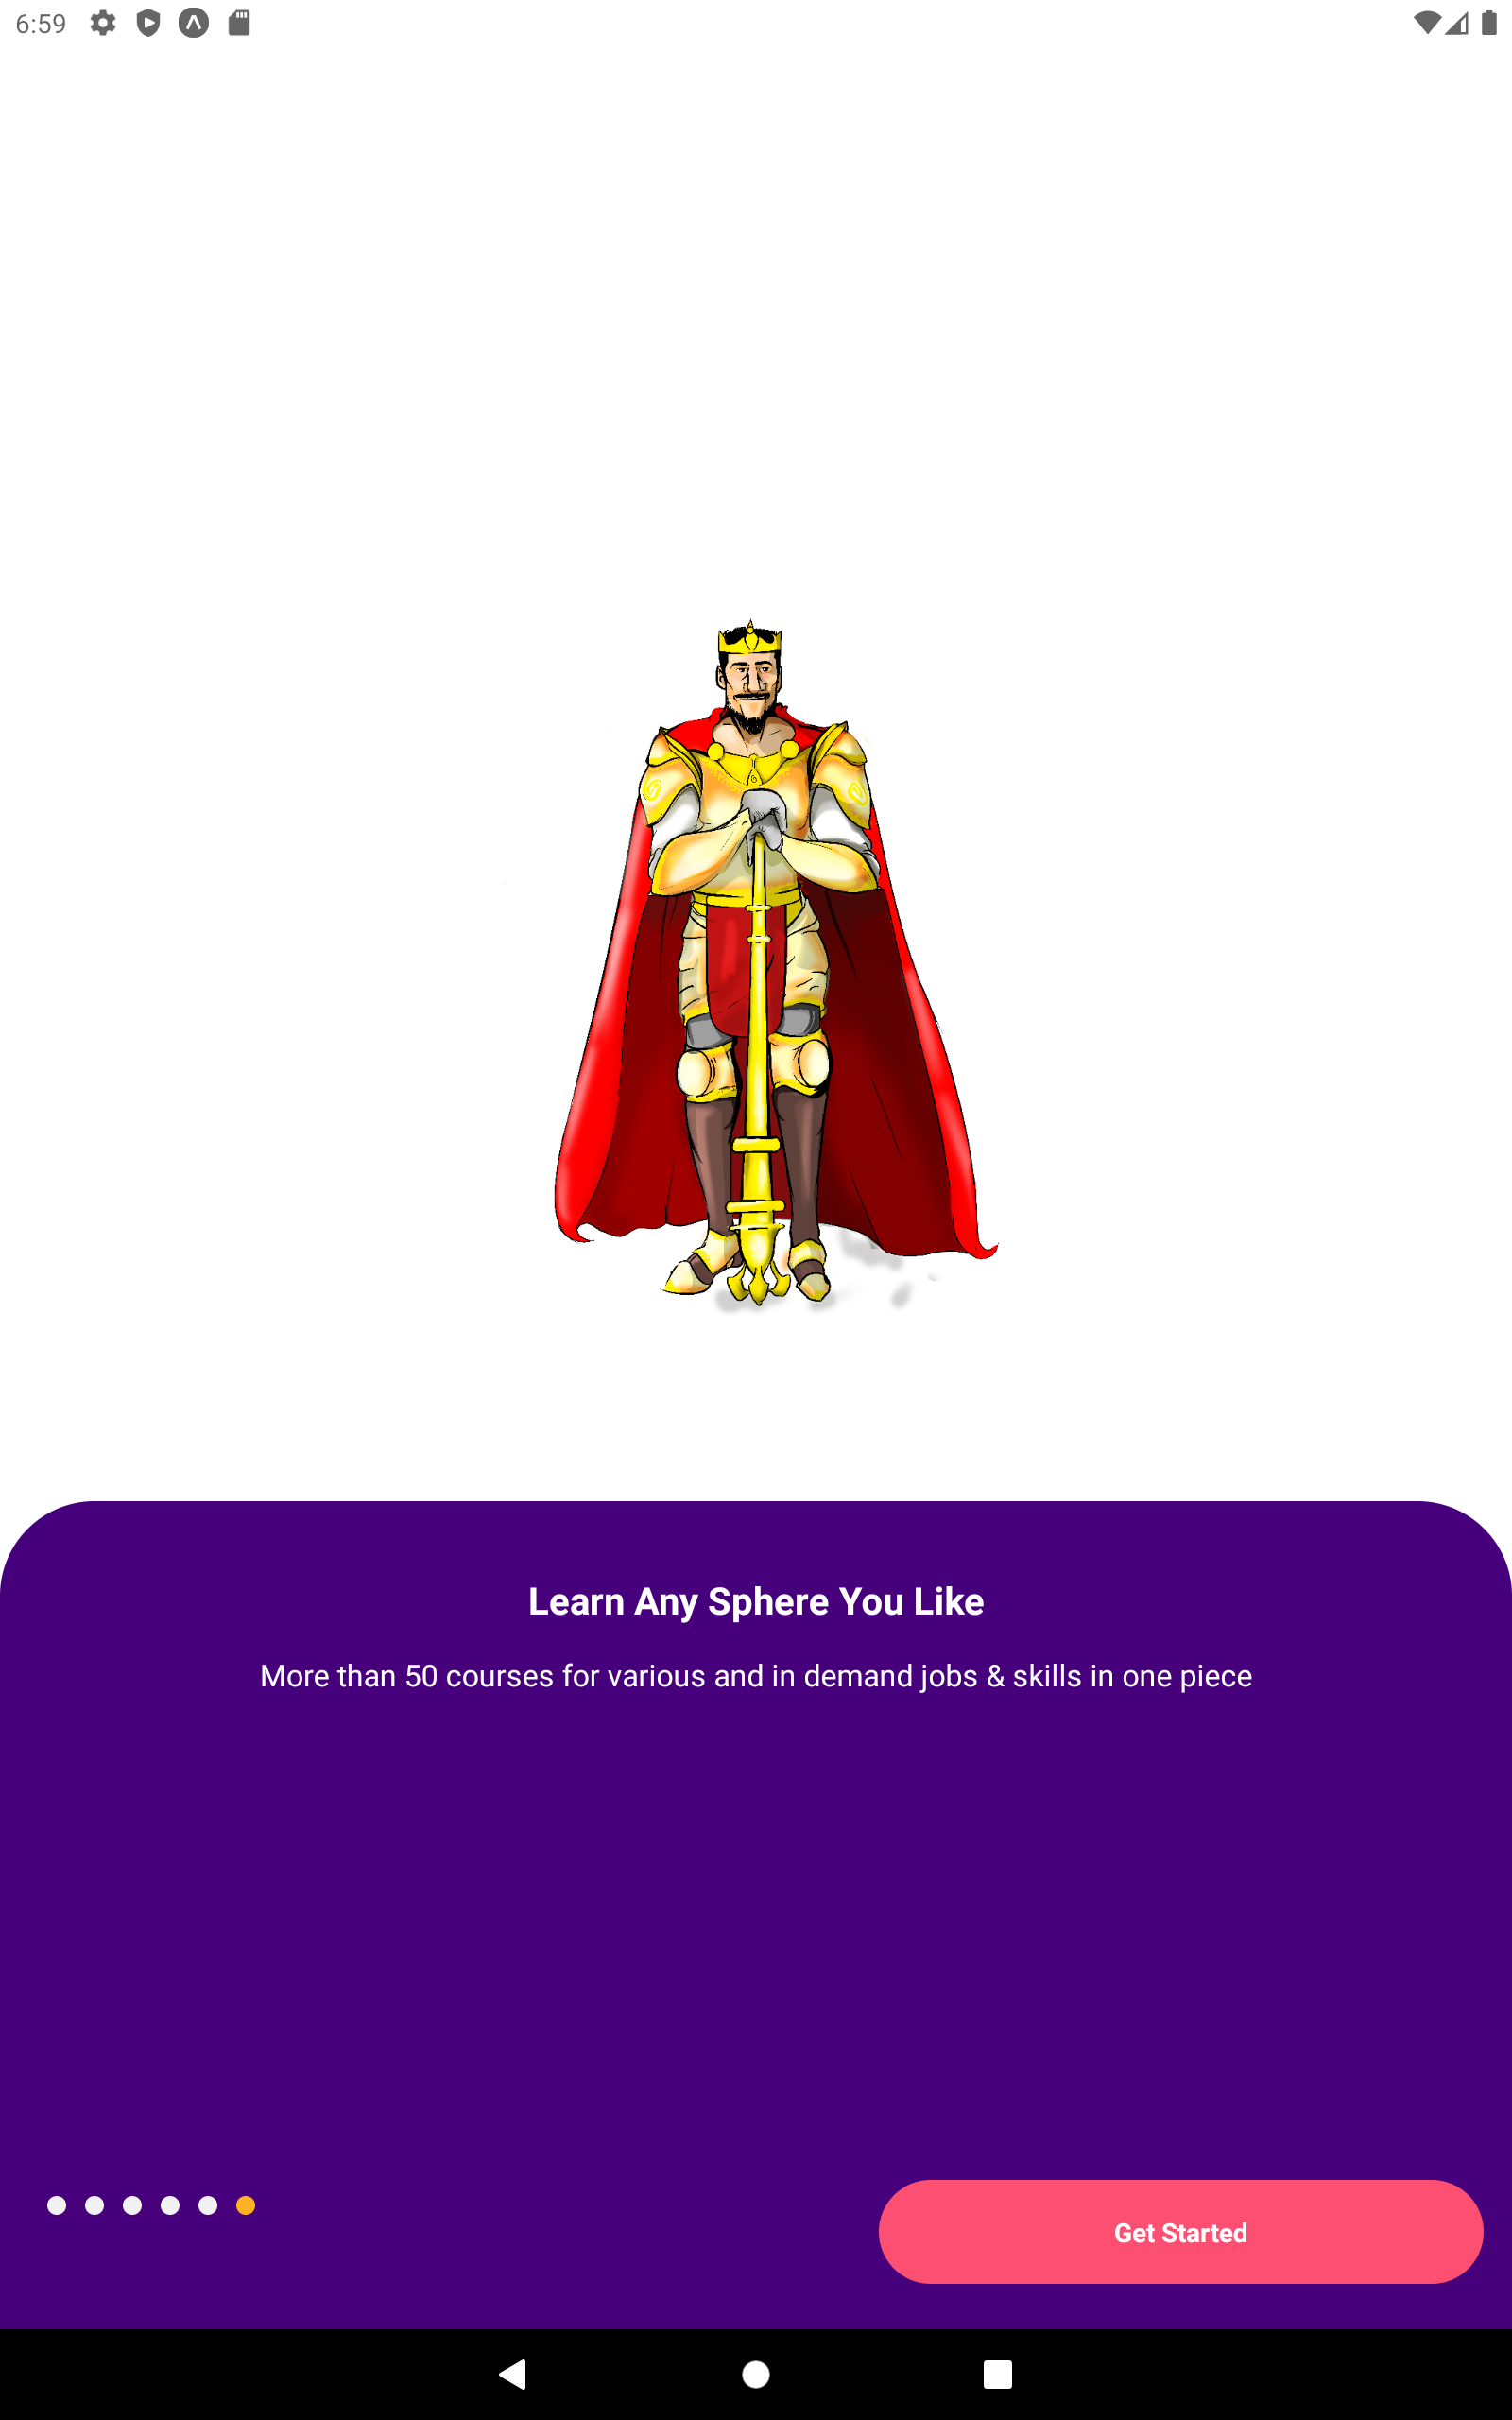 6:59
Learn Any Sphere You Like
More than 50 courses for various and in demand jobs & skills in one piece
Get Started